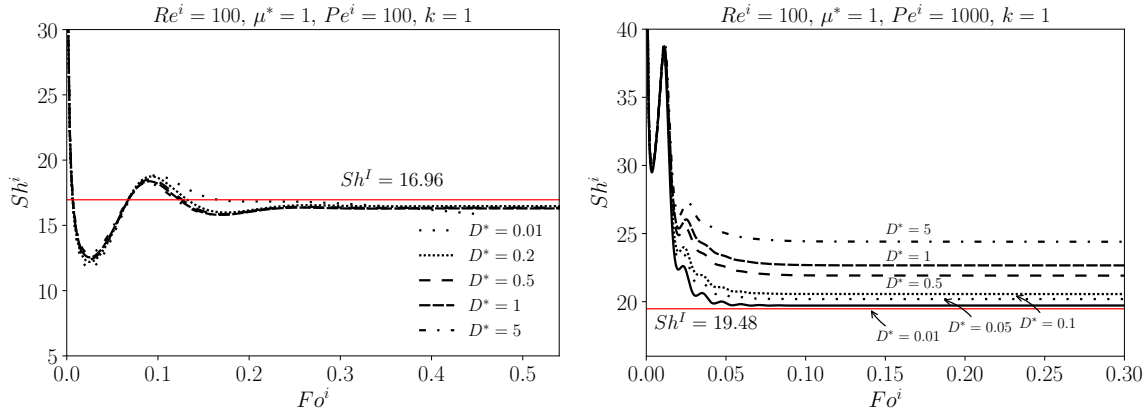 Re^i = 100, μ* = 1, Pe^i = 100, k = 1
30
25
20
15
10
5
Sh^i
Sh^I = 16.96
D* = 0.01
D* = 0.2
D* = 0.5
D* = 1
D* = 5
0.0 0.1 0.2 0.3 0.4 0.5
Fo^i
Re^i = 100, μ* = 1, Pe^i = 1000, k = 1
40
35
30
25
20
Sh^i
D* = 5
D* = 1
D* = 0.5
Sh^I = 19.48
D* = 0.01
D* = 0.05
D* = 0.1
0.00 0.05 0.10 0.15 0.20 0.25 0.30
Fo^i